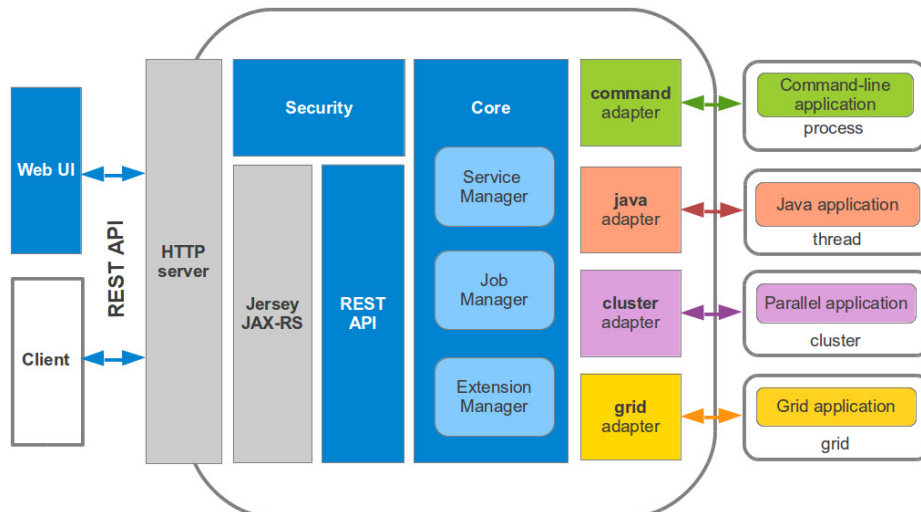 Web UI
Client
REST API
HTTP
server
Security
Jersey
JAX-RS
REST
API
Core
Service
Manager
Job
Manager
Extension
Manager
command
adapter
java
adapter
cluster
adapter
grid
adapter
Command-line
application
process
Java application
thread
Parallel application
cluster
Grid application
grid